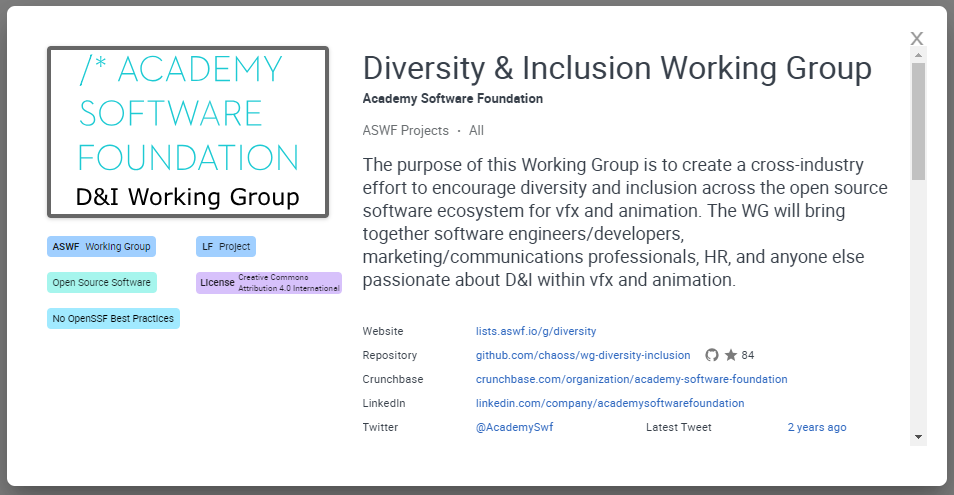 X
/* ACADEMY
SOFTWARE
FOUNDATION
D&I Working Group
ASWF Working Group
LF Project
Open Source Software
License Creative Commons
Attribution 4.0 International
No OpenSSF Best Practices
Diversity & Inclusion Working Group
Academy Software Foundation
ASWF Projects · All
The purpose of this Working Group is to create a cross-industry
effort to encourage diversity and inclusion across the open source
software ecosystem for vfx and animation. The WG will bring
together software engineers/developers,
marketing/communications professionals, HR, and anyone else
passionate about D&I within vfx and animation.
Website lists.aswf.io/g/diversity
Repository github.com/chaoss/wg-diversity-inclusion 84
Crunchbase crunchbase.com/organization/academy-software-foundation
LinkedIn linkedin.com/company/academysoftwarefoundation
Twitter @AcademySwf Latest Tweet 2 years ago